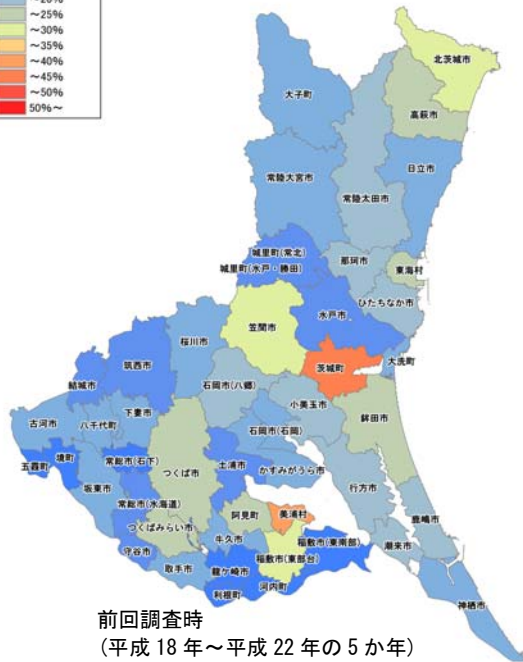 ～20%
～25%
～30%
～35%
～40%
～45%
～50%
50%～
北茨城市
大子町
高萩市
日立市
常陸大宮市
常陸太田市
城里町(常北)
那珂市
東海村
城里町(水戸・勝田)
ひたちなか市
水戸市
笠間市
桜川市
茨城町
大洗町
筑西市
結城市
石岡市(八郷)
小美玉市
下妻市
鉾田市
古河市
八千代町
石岡市(石岡)
境町
常総市(石下)
つくば市
土浦市
かすみがうら市
五霞町
坂東市
行方市
常総市(水海道)
阿見町
美浦村
鹿嶋市
つくばみらい市
稲敷市(東南部)
守谷市
牛久市
潮来市
稲敷市(東部台)
取手市
龍ケ崎市
河内町
利根町
神栖市
前回調査時
(平成 18 年～平成 22 年の 5 か年)